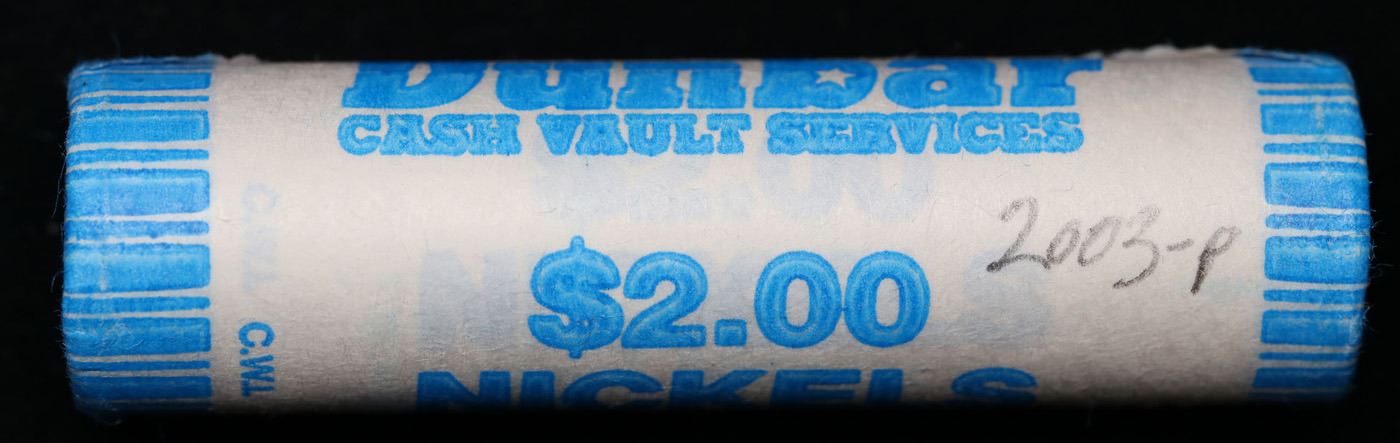 Dunbar
CASH VAULT SERVICES
2003-P
$2.00
NICKELS
C.W.I.